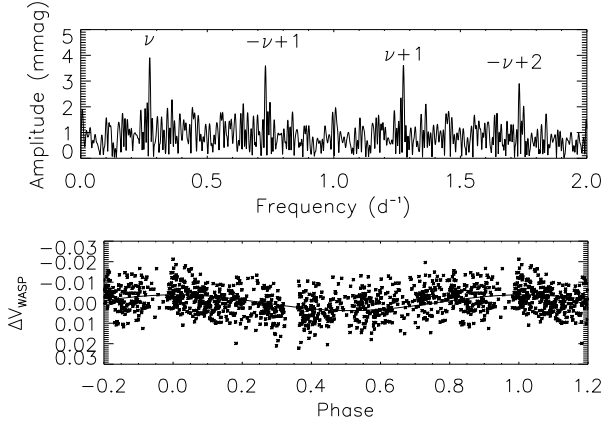 ν
−ν+1
ν+1
−ν+2
Amplitude (mmag)
5
4
3
2
1
0
0.0 0.5 1.0 1.5 2.0
Frequency (d⁻¹)
ΔV_WASP
−0.03
−0.02
−0.01
0.00
0.01
0.02
0.03
−0.2 0.0 0.2 0.4 0.6 0.8 1.0 1.2
Phase